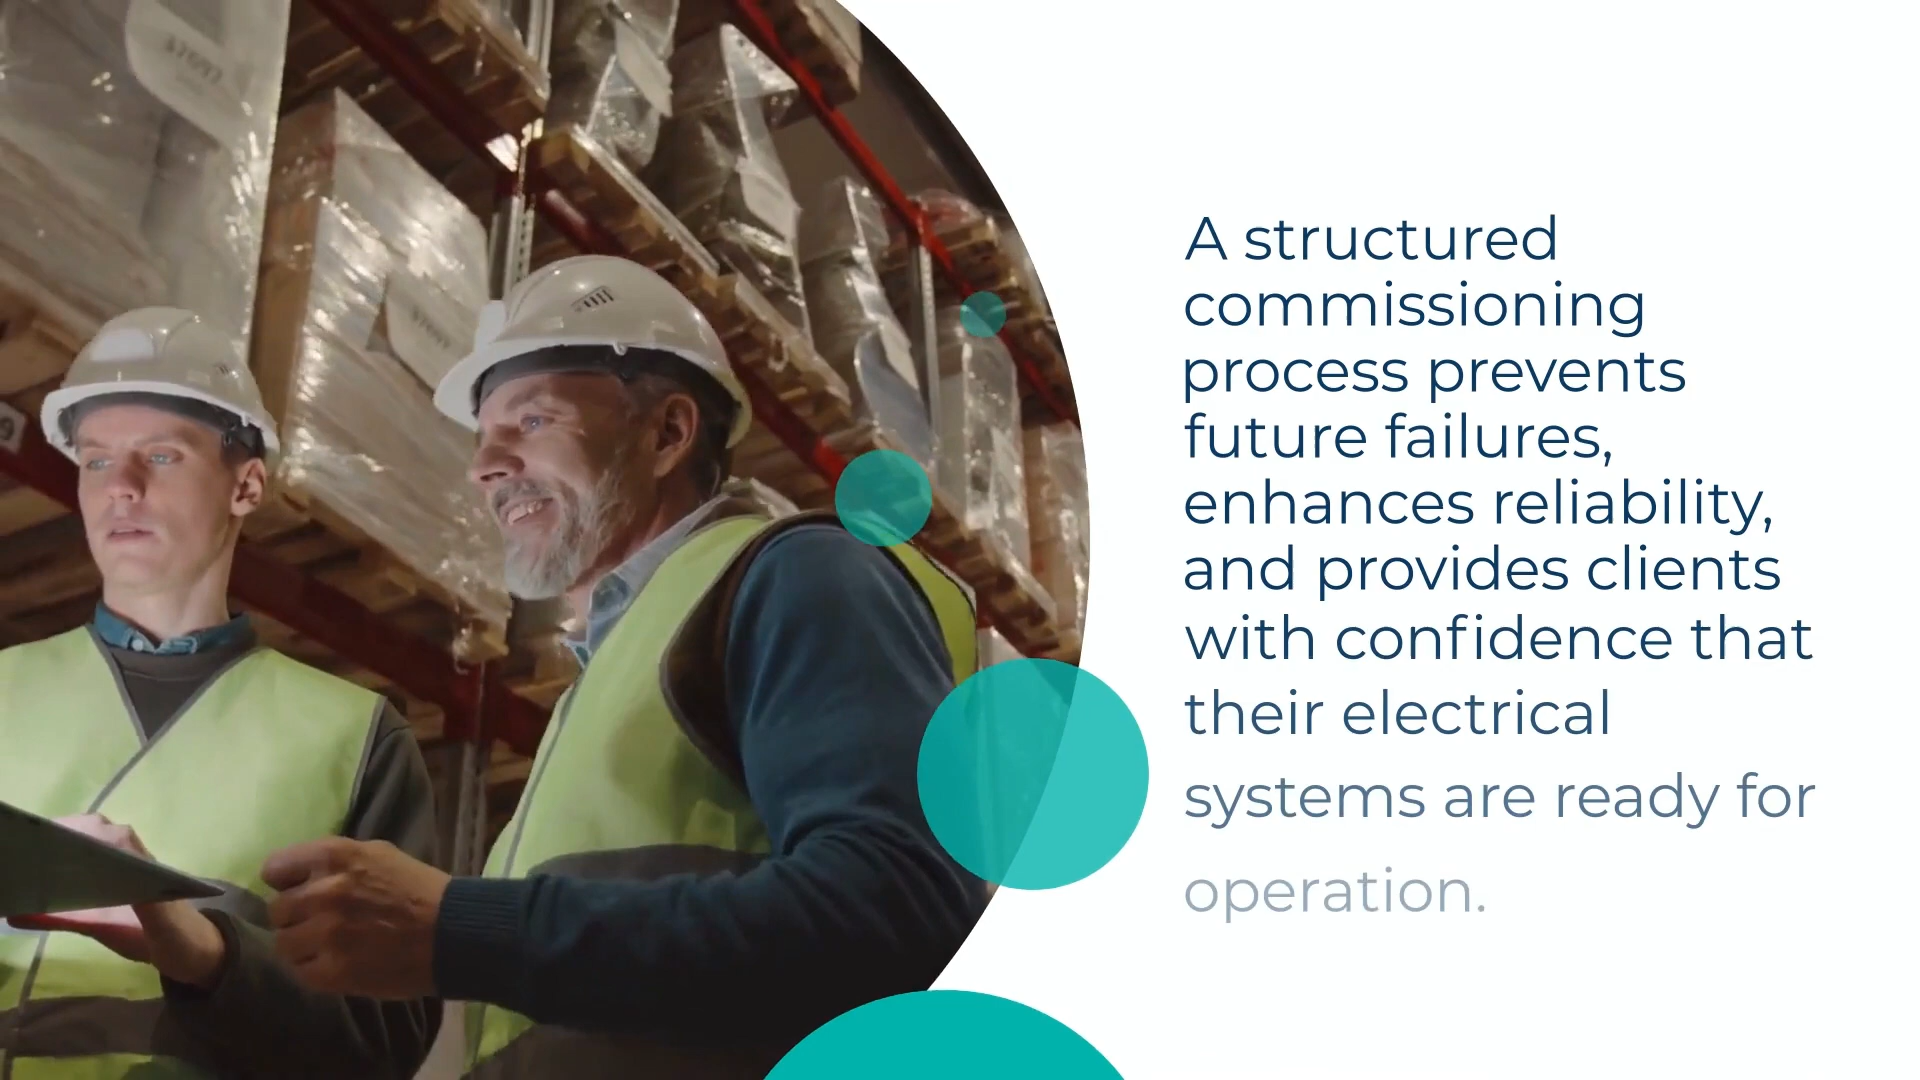 A structured
commissioning
process prevents
future failures,
enhances reliability,
and provides clients
with confidence that
their electrical
systems are ready for
operation.